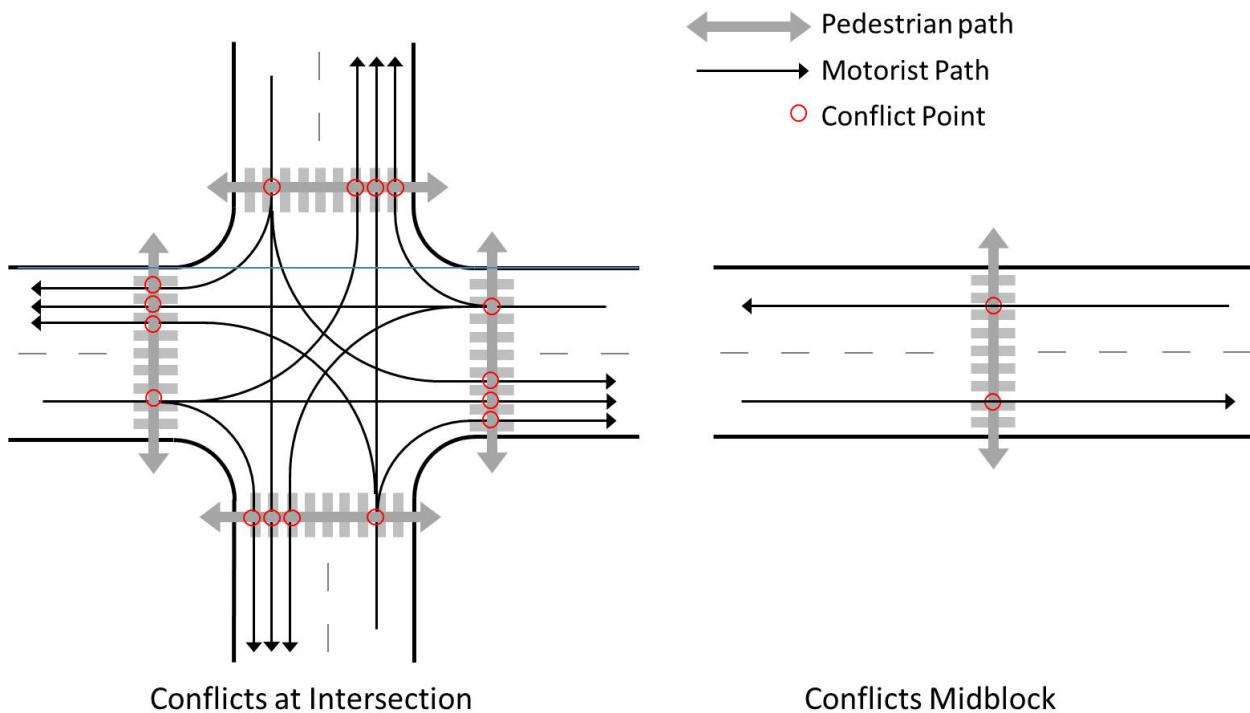 Pedestrian path
Motorist Path
Conflict Point
Conflicts at Intersection
Conflicts Midblock